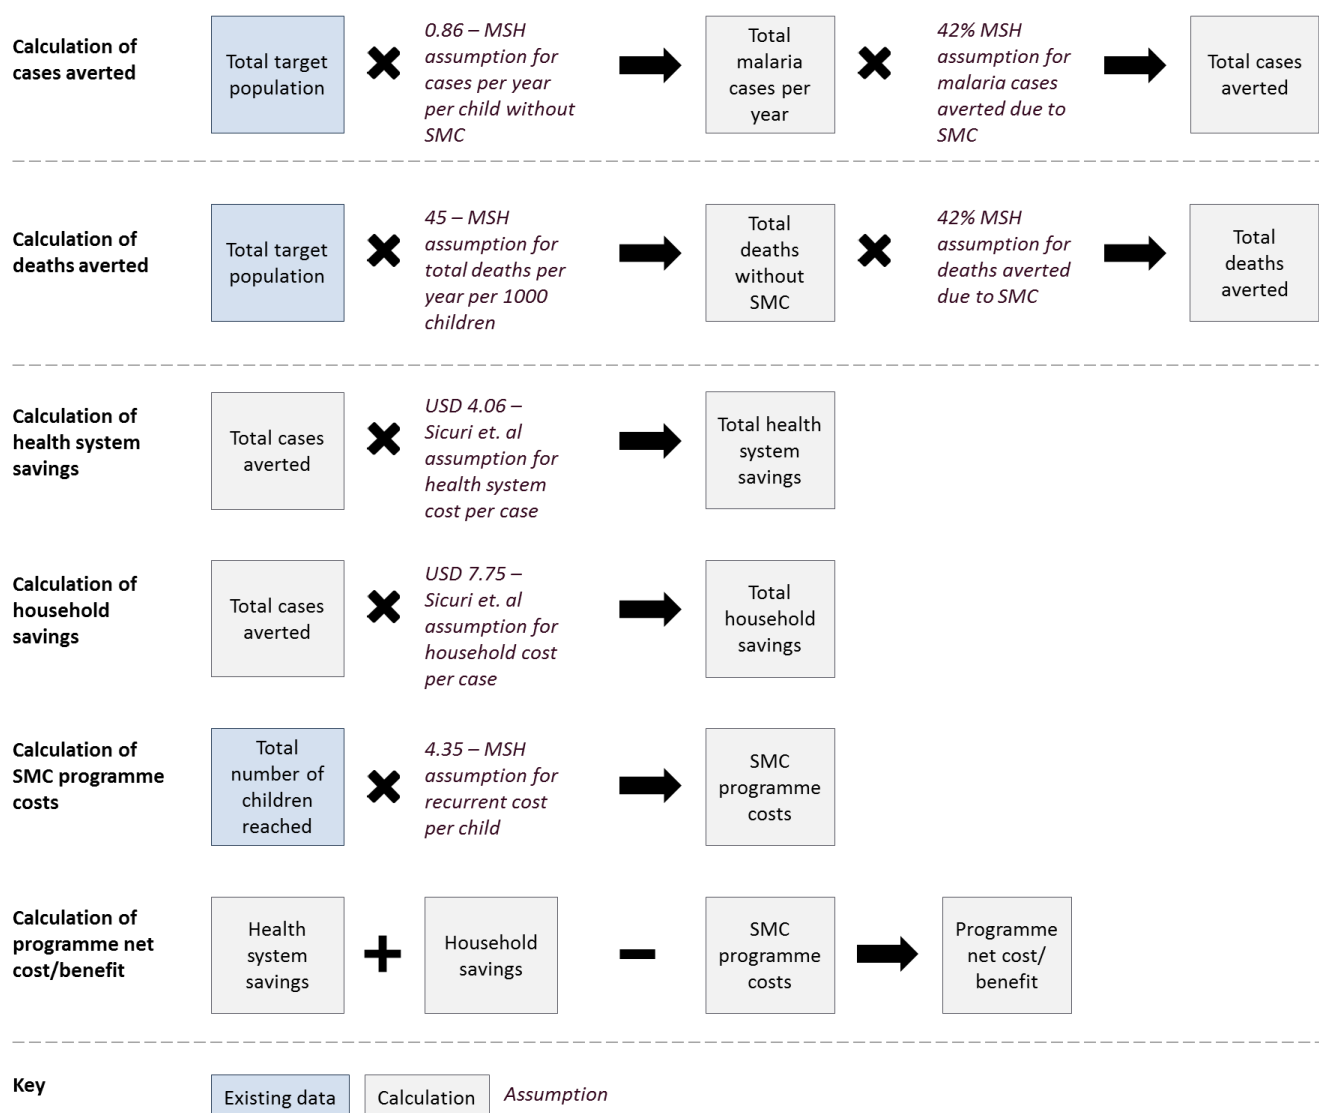 Calculation of
cases averted
Total target
population
0.86 – MSH
assumption for
cases per year
per child without
SMC
Total
malaria
cases per
year
42% MSH
assumption for
malaria cases
averted due to
SMC
Total cases
averted
Calculation of
deaths averted
Total target
population
45 – MSH
assumption for
total deaths per
year per 1000
children
Total
deaths
without
SMC
42% MSH
assumption for
deaths averted
due to SMC
Total
deaths
averted
Calculation of
health system
savings
Total cases
averted
USD 4.06 –
Sicuri et. al
assumption for
health system
cost per case
Total health
system
savings
Calculation of
household
savings
Total cases
averted
USD 7.75 –
Sicuri et. al
assumption for
household cost
per case
Total
household
savings
Calculation of
SMC programme
costs
Total
number of
children
reached
4.35 – MSH
assumption for
recurrent cost
per child
SMC
programme
costs
Calculation of
programme net
cost/benefit
Health
system
savings
Household
savings
SMC
programme
costs
Programme
net cost/
benefit
Key
Existing data
Calculation
Assumption